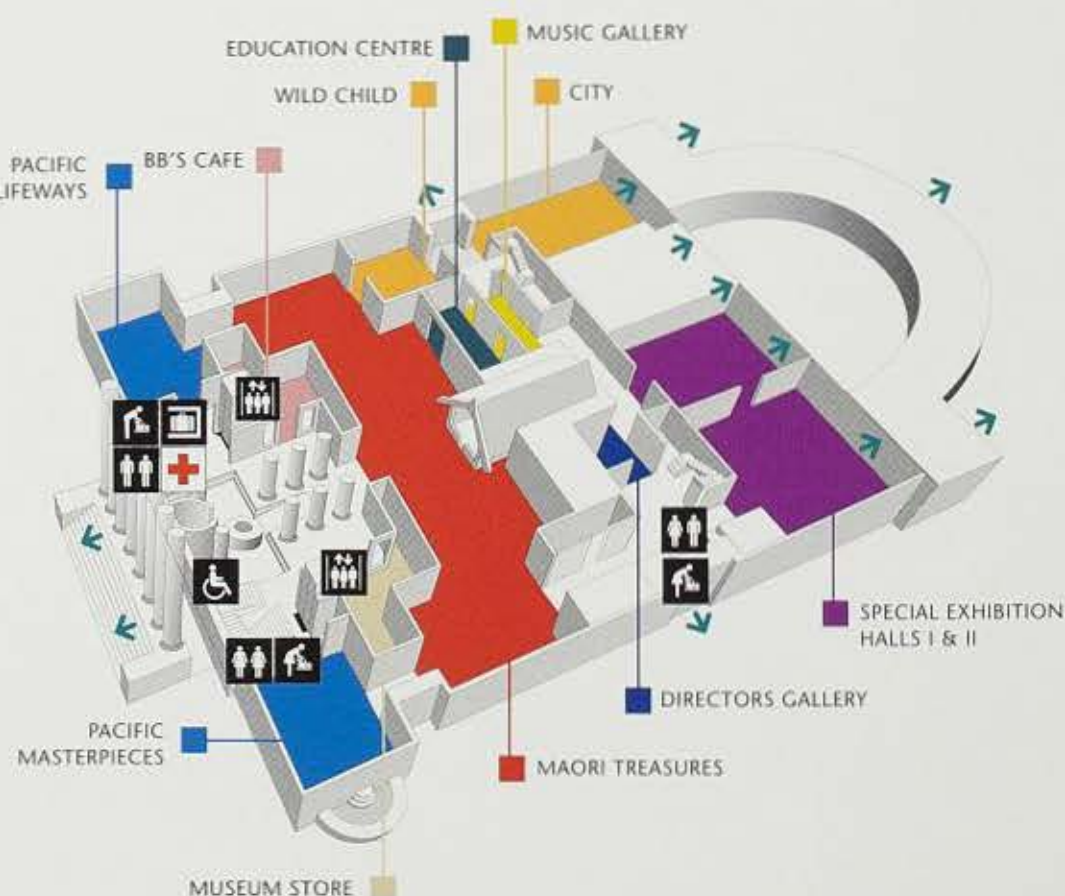 EDUCATION CENTRE
MUSIC GALLERY
WILD CHILD
CITY
PACIFIC
LIFEWAYS
BB'S CAFE
SPECIAL EXHIBITION
HALLS I & II
DIRECTORS GALLERY
PACIFIC
MASTERPIECES
MAORI TREASURES
MUSEUM STORE